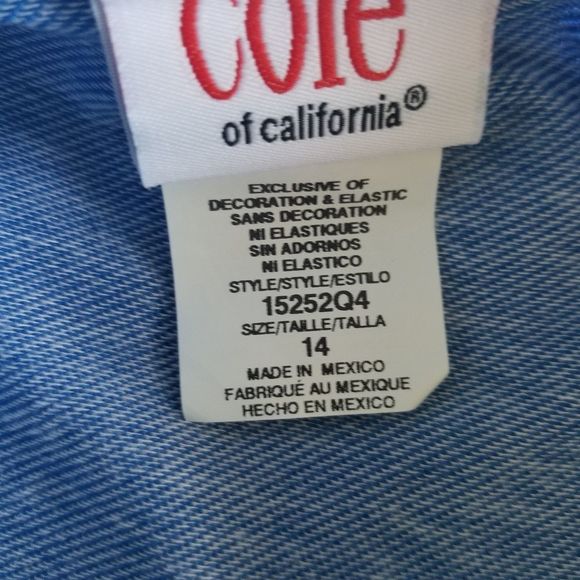 cole
of california®
EXCLUSIVE OF
DECORATION & ELASTIC
SANS DECORATION
NI ELASTIQUES
SIN ADORNOS
NI ELASTICO
STYLE/STYLE/ESTILO
15252Q4
SIZE/TAILLE/TALLA
14
MADE IN MEXICO
FABRIQUÉ AU MEXIQUE
HECHO EN MEXICO